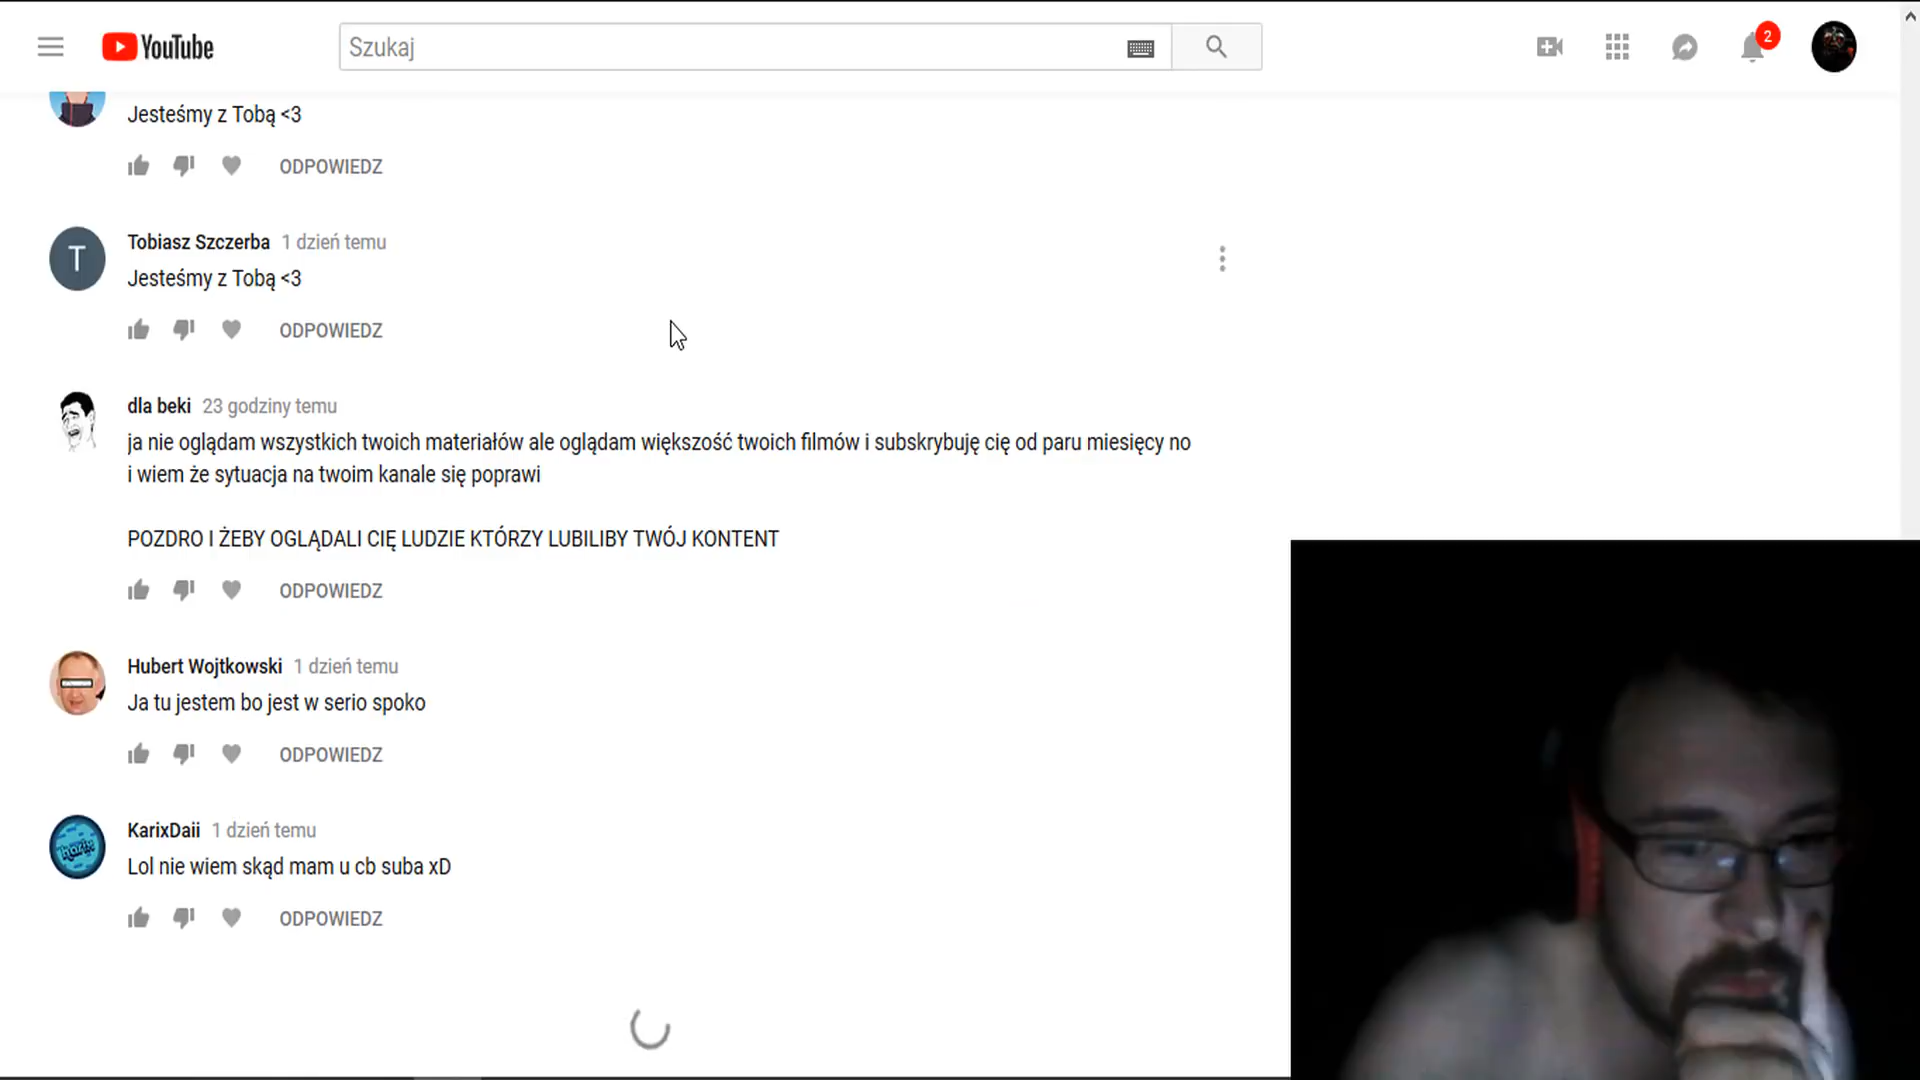 YouTube
Szukaj
2
Jesteśmy z Tobą <3
ODPOWIEDZ
T
Tobiasz Szczerba 1 dzień temu
Jesteśmy z Tobą <3
ODPOWIEDZ
dla beki 23 godziny temu
ja nie oglądam wszystkich twoich materiałów ale oglądam większość twoich filmów i subskrybuję cię od paru miesięcy no
i wiem że sytuacja na twoim kanale się poprawi
POZDRO I ŻEBY OGLĄDALI CIĘ LUDZIE KTÓRZY LUBILIBY TWÓJ KONTENT
ODPOWIEDZ
Hubert Wojtkowski 1 dzień temu
Ja tu jestem bo jest w serio spoko
ODPOWIEDZ
KarixDaii 1 dzień temu
Lol nie wiem skąd mam u cb suba xD
ODPOWIEDZ